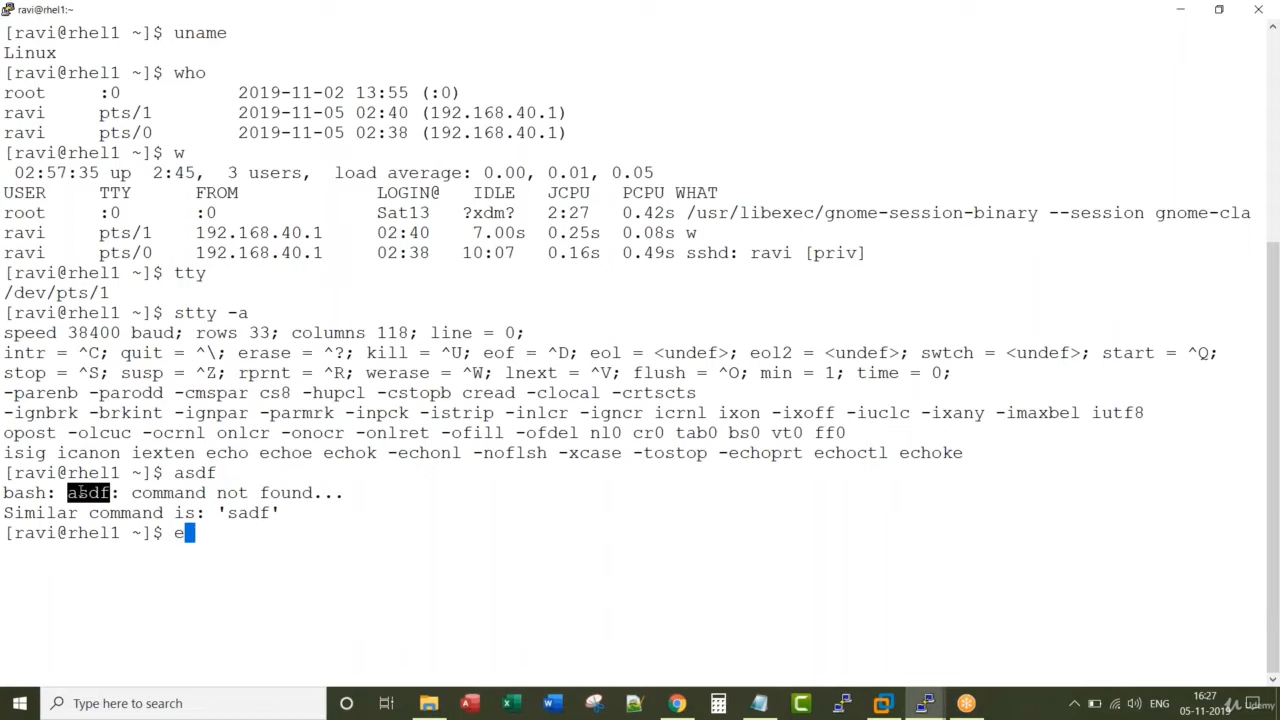 ravi@rhel1:~
[ravi@rhel1 ~]$ uname
Linux
[ravi@rhel1 ~]$ who
root     :0           2019-11-02 13:55 (:0)
ravi     pts/1        2019-11-05 02:40 (192.168.40.1)
ravi     pts/0        2019-11-05 02:38 (192.168.40.1)
[ravi@rhel1 ~]$ w
 02:57:35 up  2:45,  3 users,  load average: 0.00, 0.01, 0.05
USER     TTY      FROM             LOGIN@   IDLE   JCPU   PCPU WHAT
root     :0       :0               Sat13   ?xdm?   2:27   0.42s /usr/libexec/gnome-session-binary --session gnome-cla
ravi     pts/1    192.168.40.1     02:40    7.00s  0.25s  0.08s w
ravi     pts/0    192.168.40.1     02:38   10:07   0.16s  0.49s sshd: ravi [priv]
[ravi@rhel1 ~]$ tty
/dev/pts/1
[ravi@rhel1 ~]$ stty -a
speed 38400 baud; rows 33; columns 118; line = 0;
intr = ^C; quit = ^\; erase = ^?; kill = ^U; eof = ^D; eol = <undef>; eol2 = <undef>; swtch = <undef>; start = ^Q;
stop = ^S; susp = ^Z; rprnt = ^R; werase = ^W; lnext = ^V; flush = ^O; min = 1; time = 0;
-parenb -parodd -cmspar cs8 -hupcl -cstopb cread -clocal -crtscts
-ignbrk -brkint -ignpar -parmrk -inpck -istrip -inlcr -igncr icrnl ixon -ixoff -iuclc -ixany -imaxbel iutf8
opost -olcuc -ocrnl onlcr -onocr -onlret -ofill -ofdel nl0 cr0 tab0 bs0 vt0 ff0
isig icanon iexten echo echoe echok -echonl -noflsh -xcase -tostop -echoprt echoctl echoke
[ravi@rhel1 ~]$ asdf
bash: asdf: command not found...
Similar command is: 'sadf'
[ravi@rhel1 ~]$ e
Type here to search
ENG
16:27
05-11-2019
Udemy